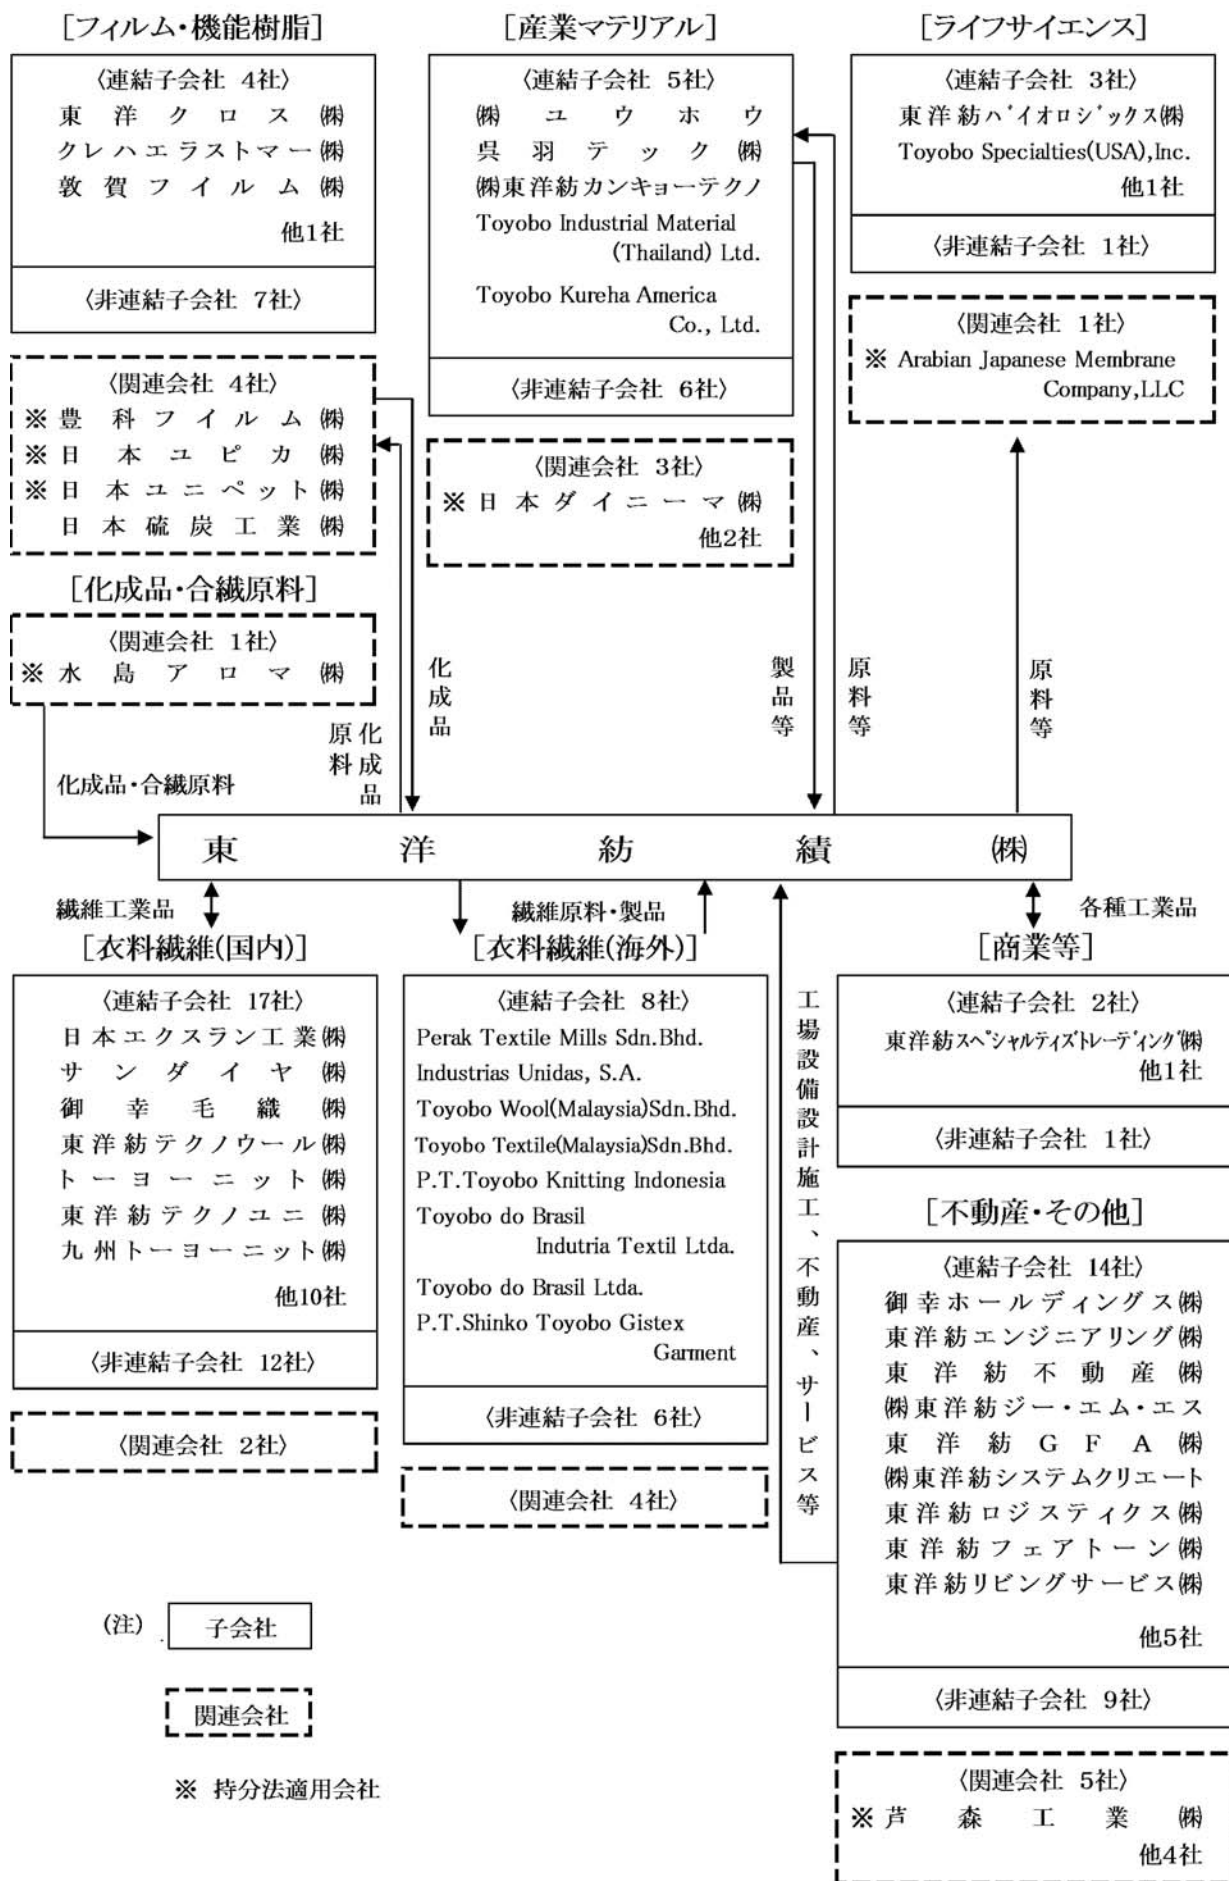 [フィルム・機能樹脂]
〈連結子会社 4社〉
東洋クロス㈱
クレハエラストマー㈱
敦賀フイルム㈱
他1社
〈非連結子会社 7社〉
〈関連会社 4社〉
※豊科フイルム㈱
※日本ユピカ㈱
※日本ユニペット㈱
日本硫炭工業㈱
[化成品・合繊原料]
〈関連会社 1社〉
※水島アロマ㈱
化成品・合繊原料
原料
化成品
化成品
[産業マテリアル]
〈連結子会社 5社〉
㈱ユウホウ
呉羽テック㈱
㈱東洋紡カンキョーテクノ
Toyobo Industrial Material
(Thailand) Ltd.
Toyobo Kureha America
Co., Ltd.
〈非連結子会社 6社〉
〈関連会社 3社〉
※日本ダイニーマ㈱
他2社
製品等
原料等
[ライフサイエンス]
〈連結子会社 3社〉
東洋紡バイオロジックス㈱
Toyobo Specialties(USA),Inc.
他1社
〈非連結子会社 1社〉
〈関連会社 1社〉
※ Arabian Japanese Membrane
Company,LLC
原料等
東洋紡績㈱
繊維工業品
[衣料繊維(国内)]
〈連結子会社 17社〉
日本エクスラン工業㈱
サンダイヤ㈱
御幸毛織㈱
東洋紡テクノウール㈱
トーヨーニット㈱
東洋紡テクノユニ㈱
九州トーヨーニット㈱
他10社
〈非連結子会社 12社〉
〈関連会社 2社〉
繊維原料・製品
[衣料繊維(海外)]
〈連結子会社 8社〉
Perak Textile Mills Sdn.Bhd.
Industrias Unidas, S.A.
Toyobo Wool(Malaysia)Sdn.Bhd.
Toyobo Textile(Malaysia)Sdn.Bhd.
P.T.Toyobo Knitting Indonesia
Toyobo do Brasil
Indutria Textil Ltda.
Toyobo do Brasil Ltda.
P.T.Shinko Toyobo Gistex
Garment
〈非連結子会社 6社〉
〈関連会社 4社〉
工場設備設計施工、不動産、サービス等
各種工業品
[商業等]
〈連結子会社 2社〉
東洋紡スペシャルティズトレーディング㈱
他1社
〈非連結子会社 1社〉
[不動産・その他]
〈連結子会社 14社〉
御幸ホールディングス㈱
東洋紡エンジニアリング㈱
東洋紡不動産㈱
㈱東洋紡ジー・エム・エス
東洋紡GFA㈱
㈱東洋紡システムクリエート
東洋紡ロジスティクス㈱
東洋紡フェアトーン㈱
東洋紡リビングサービス㈱
他5社
〈非連結子会社 9社〉
〈関連会社 5社〉
※芦森工業㈱
他4社
(注)
子会社
関連会社
※ 持分法適用会社